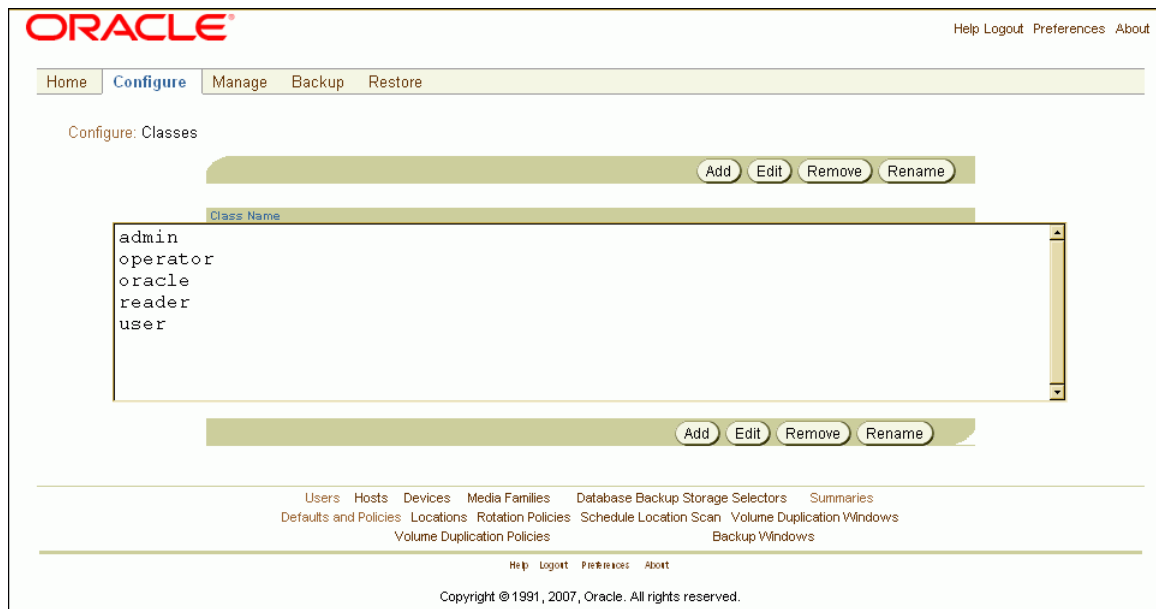 ORACLE®
Help Logout Preferences About
Home Configure Manage Backup Restore
Configure: Classes
Add Edit Remove Rename
Class Name
admin
operator
oracle
reader
user
Add Edit Remove Rename
Users Hosts Devices Media Families Database Backup Storage Selectors Summaries
Defaults and Policies Locations Rotation Policies Schedule Location Scan Volume Duplication Windows
Volume Duplication Policies Backup Windows
Help Logout Preferences About
Copyright © 1991, 2007, Oracle. All rights reserved.